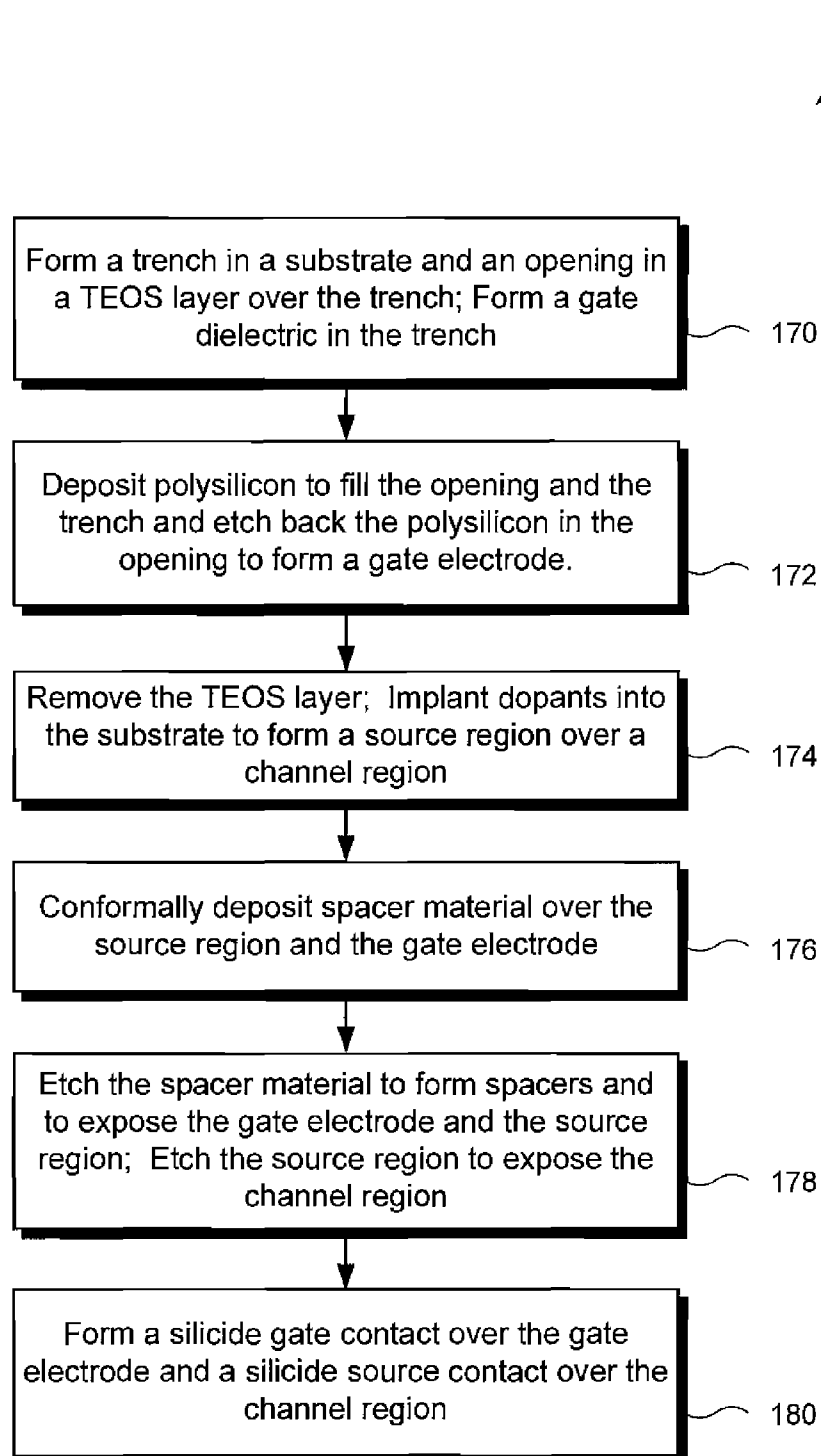 Form a trench in a substrate and an opening in
a TEOS layer over the trench; Form a gate
dielectric in the trench
170
Deposit polysilicon to fill the opening and the
trench and etch back the polysilicon in the
opening to form a gate electrode.
172
Remove the TEOS layer;  Implant dopants into
the substrate to form a source region over a
channel region
174
Conformally deposit spacer material over the
source region and the gate electrode
176
Etch the spacer material to form spacers and
to expose the gate electrode and the source
region;  Etch the source region to expose the
channel region
178
Form a silicide gate contact over the gate
electrode and a silicide source contact over the
channel region
180